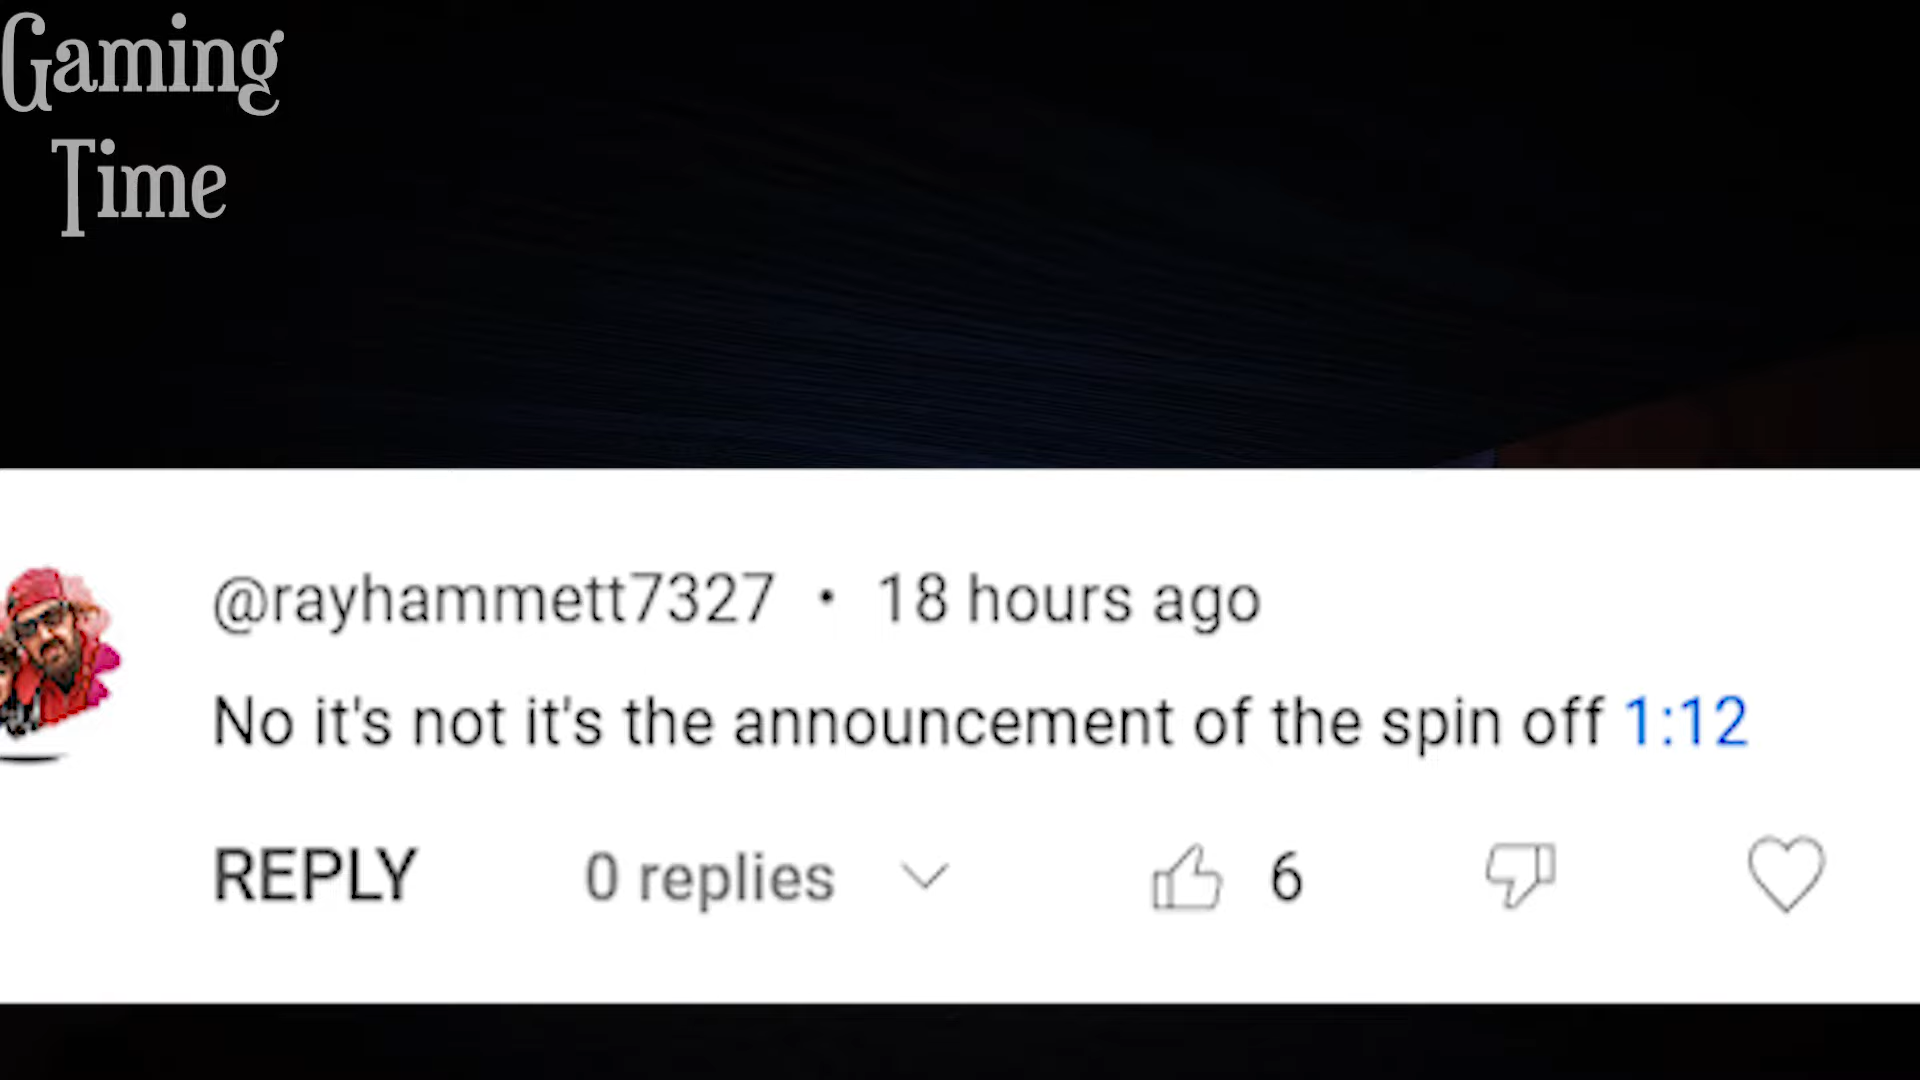 Gaming
Time
@rayhammett7327 • 18 hours ago
No it's not it's the announcement of the spin off 1:12
REPLY 0 replies 6